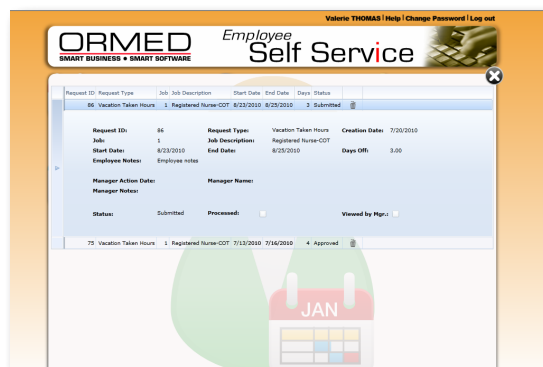 Valerie THOMAS | Help | Change Password | Log out
ORMED
SMART BUSINESS • SMART SOFTWARE
Employee
Self Service
Request ID Request Type Job Job Description Start Date End Date Days Status
86 Vacation Taken Hours 1 Registered Nurse-COT 8/23/2010 8/25/2010 3 Submitted
Request ID: 86 Request Type: Vacation Taken Hours Creation Date: 7/20/2010
Job: 1 Job Description: Registered Nurse-COT
Start Date: 8/23/2010 End Date: 8/25/2010 Days Off: 3.00
Employee Notes: Employee notes
Manager Action Date: Manager Name:
Manager Notes:
Status: Submitted Processed: Viewed by Mgr.:
75 Vacation Taken Hours 1 Registered Nurse-COT 7/13/2010 7/16/2010 4 Approved
JAN